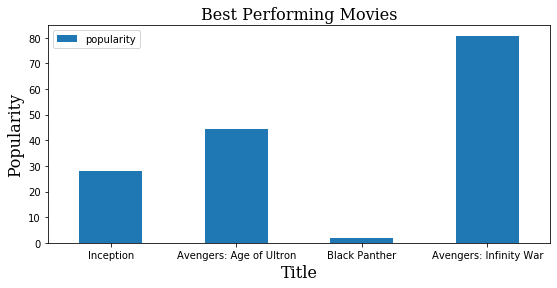 Best Performing Movies
popularity
Popularity
80
70
60
50
40
30
20
10
0
Inception Avengers: Age of Ultron Black Panther Avengers: Infinity War
Title